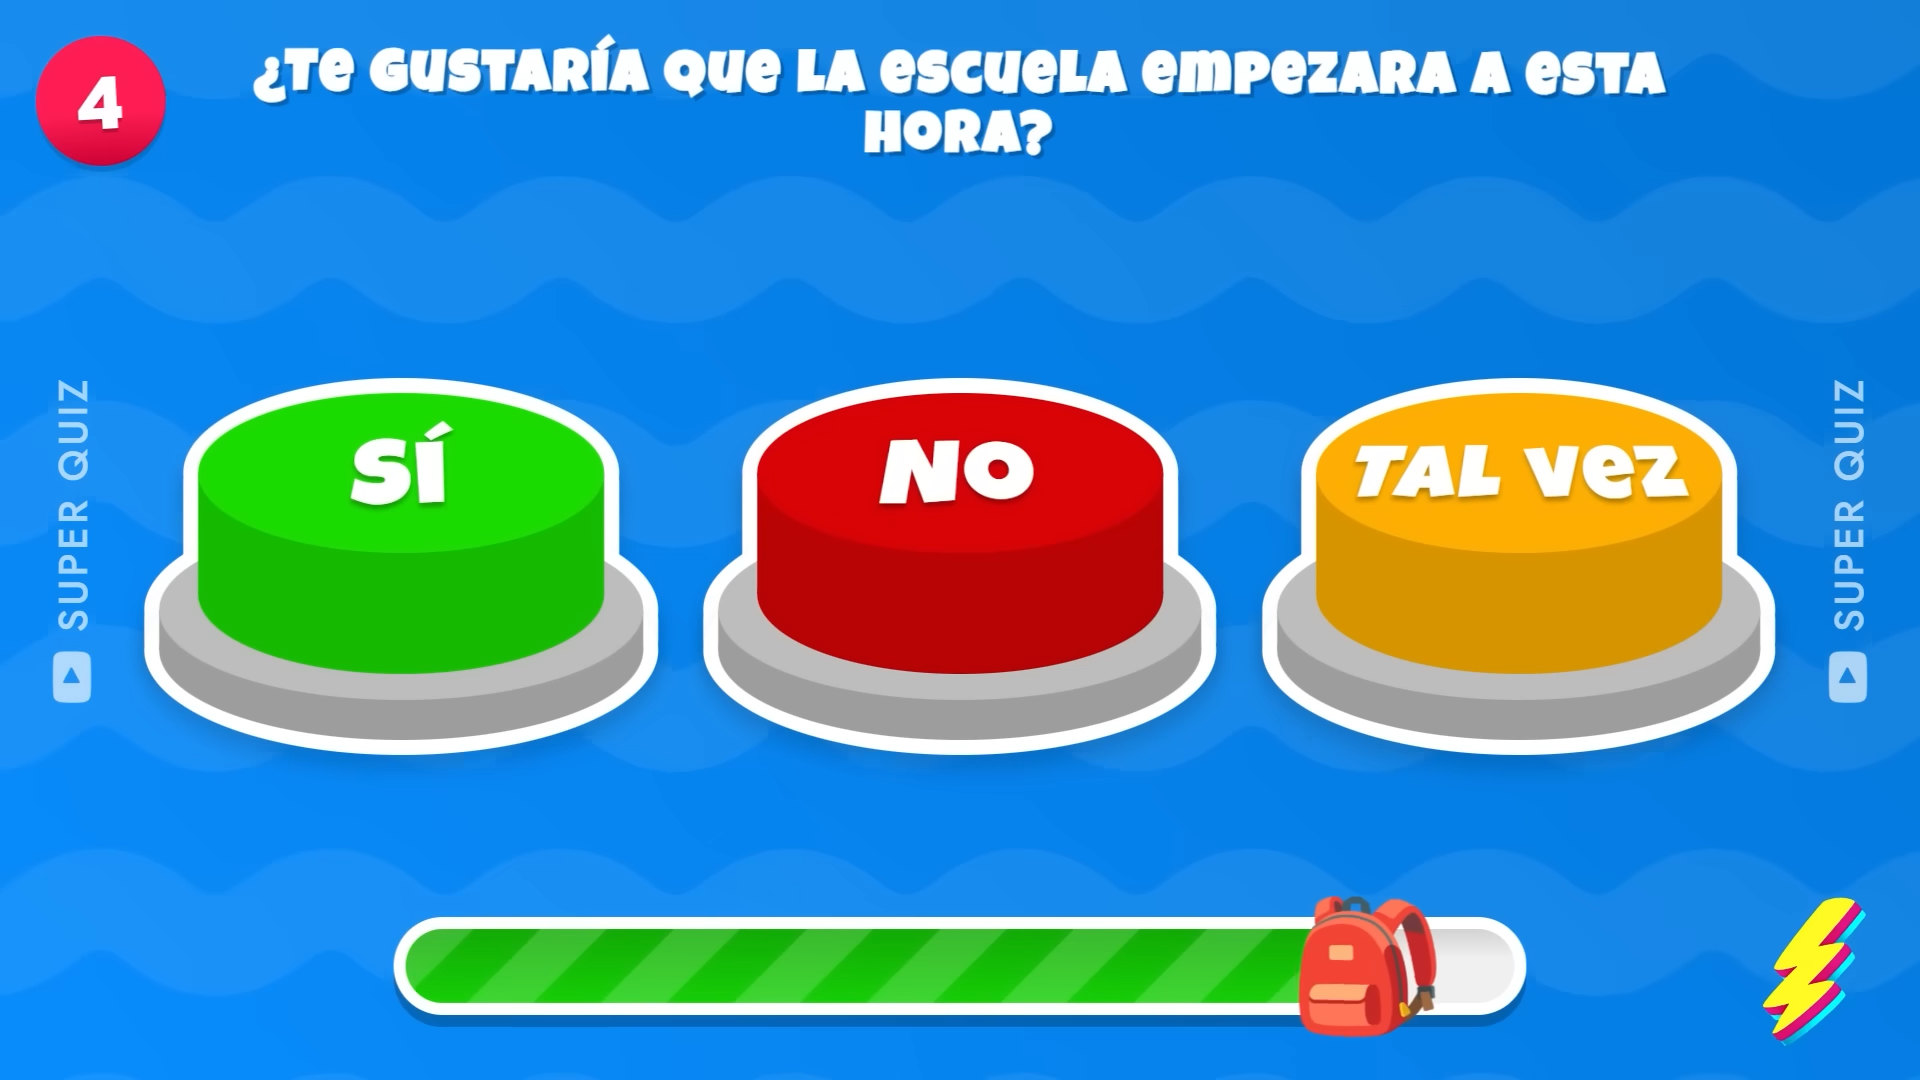 4
¿Te gustaría que la escuela empezara a esta
hora?
SÍ
NO
TAL VEZ
SUPER QUIZ
SUPER QUIZ